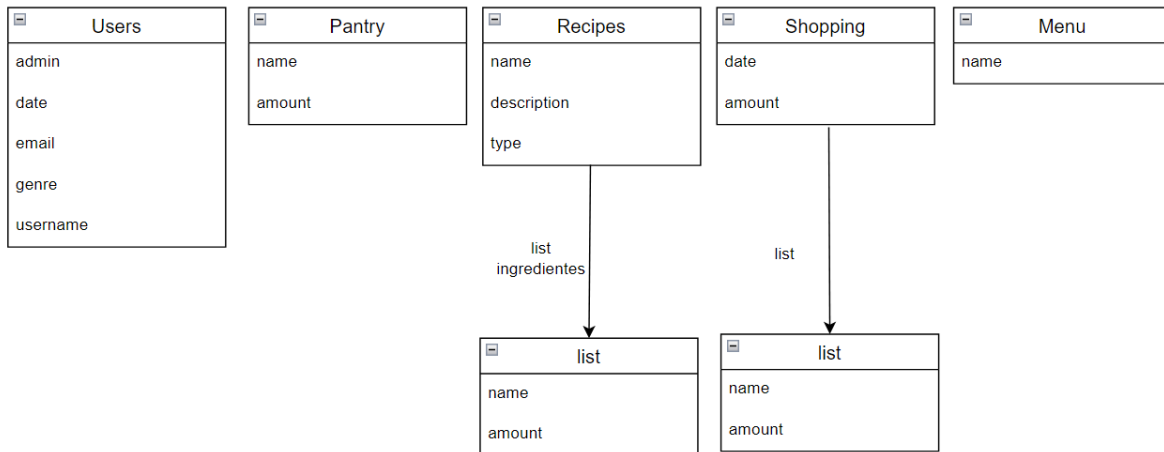 Users
admin
date
email
genre
username
Pantry
name
amount
Recipes
name
description
type
Shopping
date
amount
Menu
name
list
ingredientes
list
list
name
amount
list
name
amount